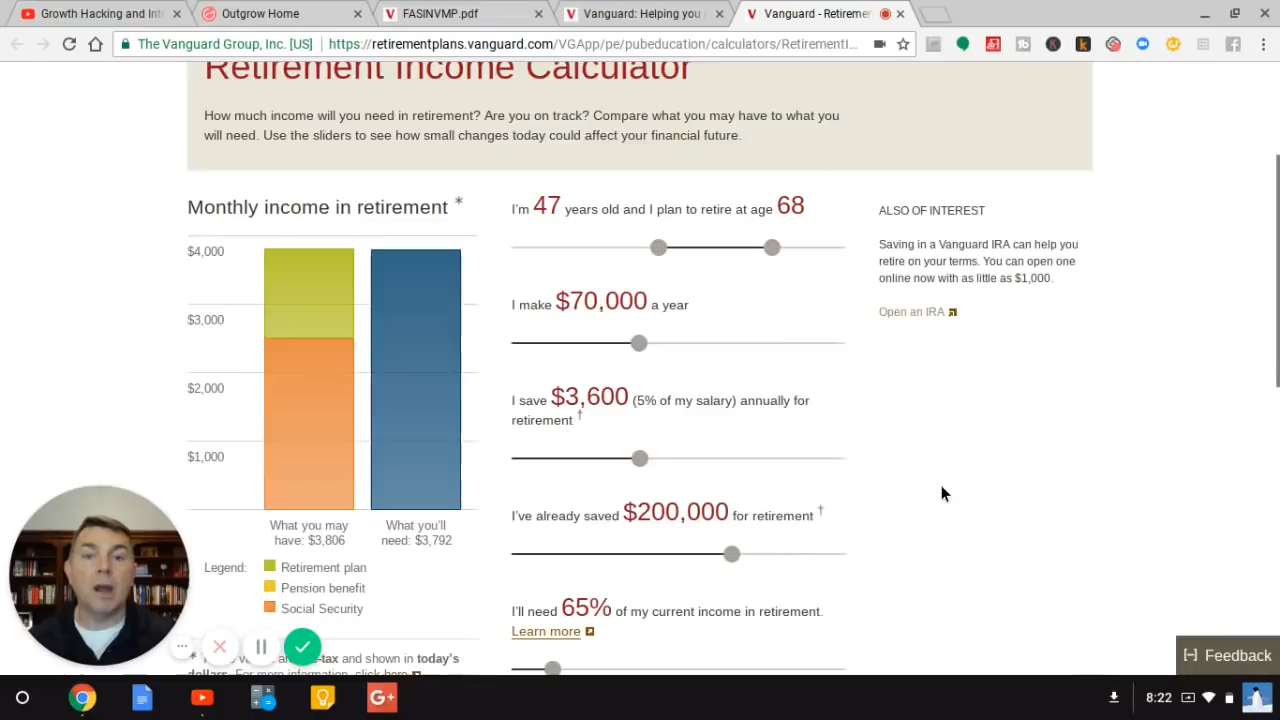 Growth Hacking and Int
Outgrow Home
FASINVMP.pdf
Vanguard: Helping you
Vanguard - Retiremen
The Vanguard Group, Inc. [US]
https://retirementplans.vanguard.com/VGApp/pe/pubeducation/calculators/RetirementI...
Retirement Income Calculator
How much income will you need in retirement? Are you on track? Compare what you may have to what you
will need. Use the sliders to see how small changes today could affect your financial future.
Monthly income in retirement *
$4,000
$3,000
$2,000
$1,000
What you may
have: $3,806
What you'll
need: $3,792
Legend:
Retirement plan
Pension benefit
Social Security
-tax and shown in today's
dollars. For more information, click here
I'm 47 years old and I plan to retire at age 68
I make $70,000 a year
I save $3,600 (5% of my salary) annually for
retirement †
I've already saved $200,000 for retirement †
I'll need 65% of my current income in retirement.
Learn more
ALSO OF INTEREST
Saving in a Vanguard IRA can help you
retire on your terms. You can open one
online now with as little as $1,000.
Open an IRA
[-] Feedback
G+
8:22